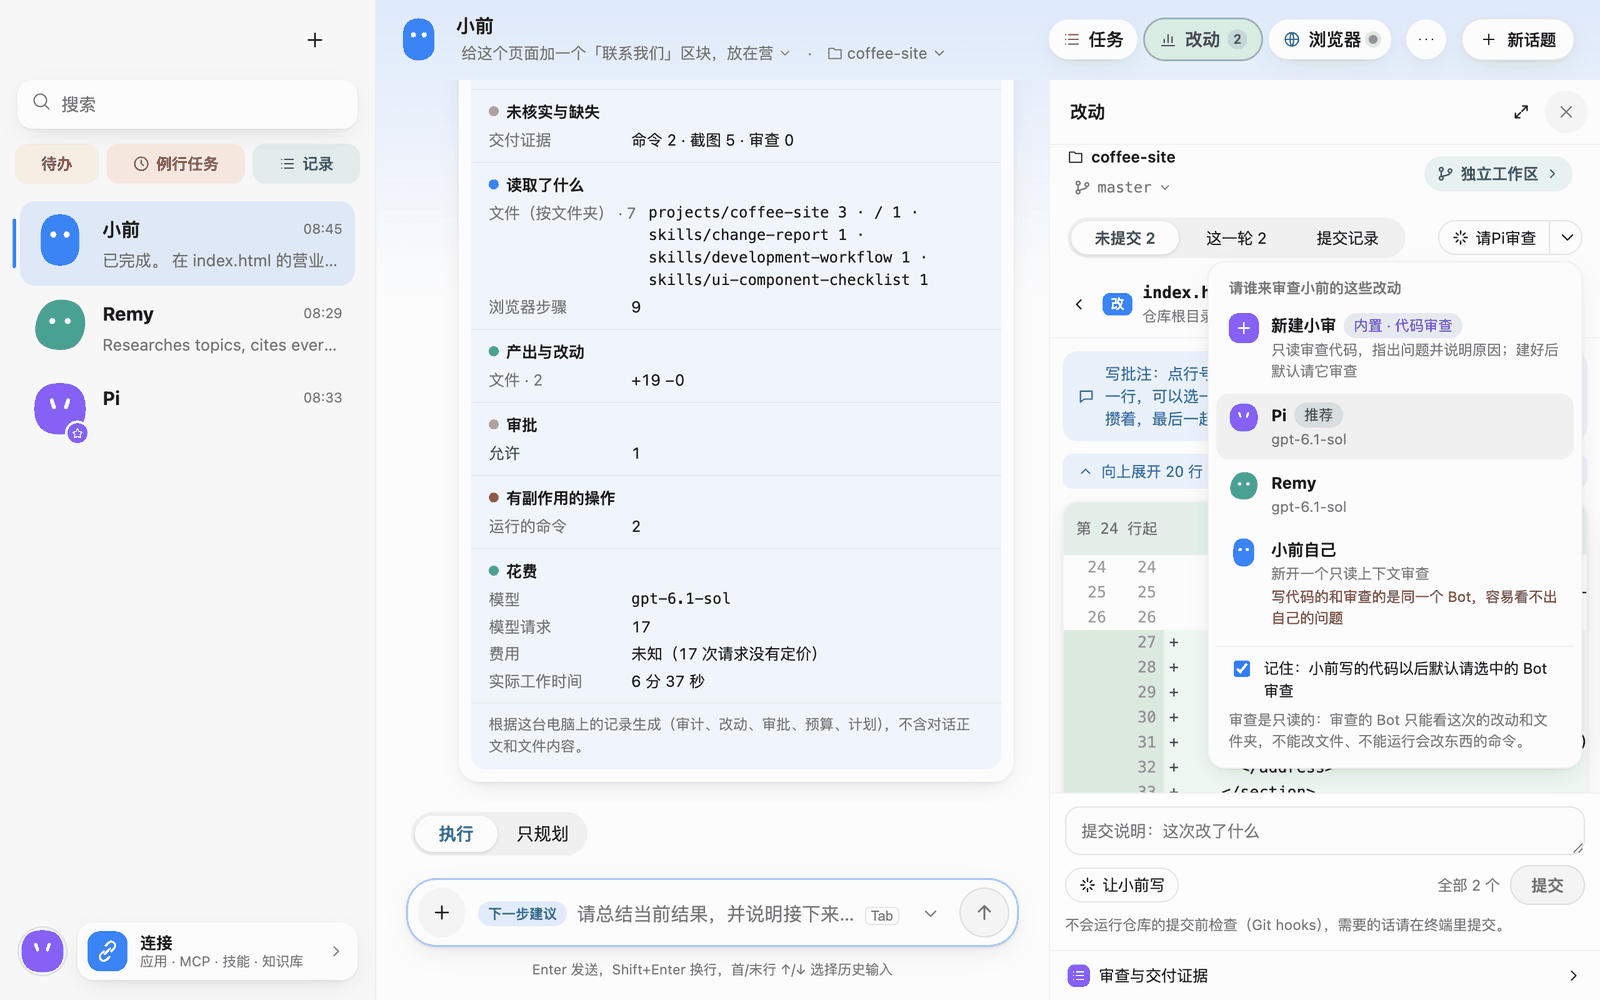 搜索
待办
例行任务
记录
小前
08:45
已完成。 在 index.html 的营业...
Remy
08:29
Researches topics, cites ever...
Pi
08:33
连接
应用 · MCP · 技能 · 知识库
小前
给这个页面加一个「联系我们」区块，放在营
·
coffee-site
任务
改动 2
浏览器
新话题
未核实与缺失
交付证据
命令 2 · 截图 5 · 审查 0
读取了什么
文件（按文件夹） · 7
projects/coffee-site 3 · / 1 ·
skills/change-report 1 ·
skills/development-workflow 1 ·
skills/ui-component-checklist 1
浏览器步骤
9
产出与改动
文件 · 2
+19 −0
审批
允许
1
有副作用的操作
运行的命令
2
花费
模型
gpt-6.1-sol
模型请求
17
费用
未知（17 次请求没有定价）
实际工作时间
6 分 37 秒
根据这台电脑上的记录生成（审计、改动、审批、预算、计划），不含对话正
文和文件内容。
执行
只规划
下一步建议
请总结当前结果，并说明接下来...
Tab
Enter 发送，Shift+Enter 换行，首/末行 ↑/↓ 选择历史输入
改动
coffee-site
master
独立工作区
未提交 2
这一轮 2
提交记录
请Pi审查
改
index.h
仓库根目录
写批注：点行号
一行，可以选一
攒着，最后一起
向上展开 20 行
第 24 行起
24 24
25 25
26 26
27 +
28 +
29 +
30 +
31 + )
32 + </address>
33 + </section>
请谁来审查小前的这些改动
新建小审
内置 · 代码审查
只读审查代码，指出问题并说明原因；建好后
默认请它审查
Pi
推荐
gpt-6.1-sol
Remy
gpt-6.1-sol
小前自己
新开一个只读上下文审查
写代码的和审查的是同一个 Bot，容易看不出
自己的问题
记住：小前写的代码以后默认请选中的 Bot
审查
审查是只读的：审查的 Bot 只能看这次的改动和文
件夹，不能改文件、不能运行会改东西的命令。
提交说明：这次改了什么
让小前写
全部 2 个
提交
不会运行仓库的提交前检查（Git hooks），需要的话请在终端里提交。
审查与交付证据